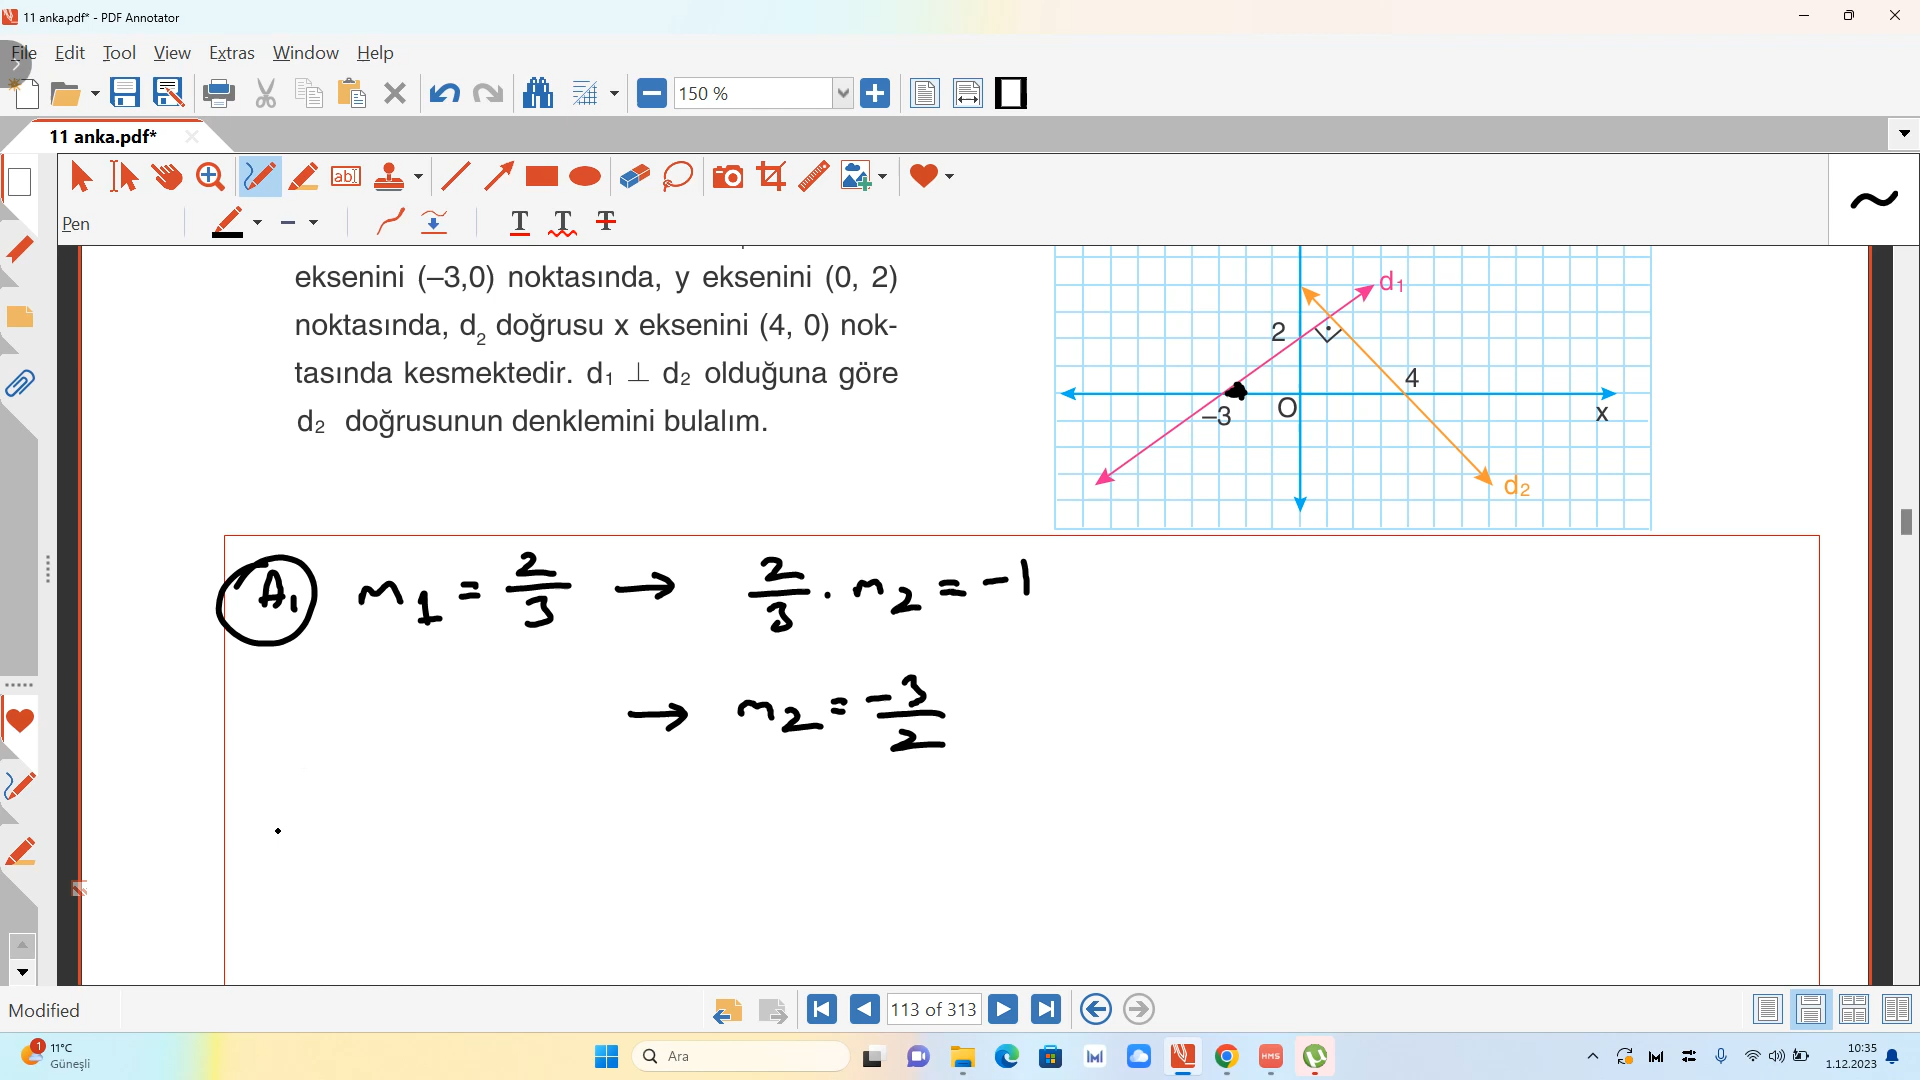 11 anka.pdf* - PDF Annotator
File Edit Tool View Extras Window Help
150 %
11 anka.pdf*
Pen
eksenini (–3,0) noktasında, y eksenini (0, 2)
noktasında, d₂ doğrusu x eksenini (4, 0) nok-
tasında kesmektedir. d₁ ⊥ d₂ olduğuna göre
d₂ doğrusunun denklemini bulalım.
d₁
2
4
–3
O
x
d₂
A₁ m₁ = 2/3 → 2/3 . m₂ = -1
→ m₂ = -3/2
Modified
113 of 313
1
11°C
Güneşli
Ara
HMS
10:35
1.12.2023